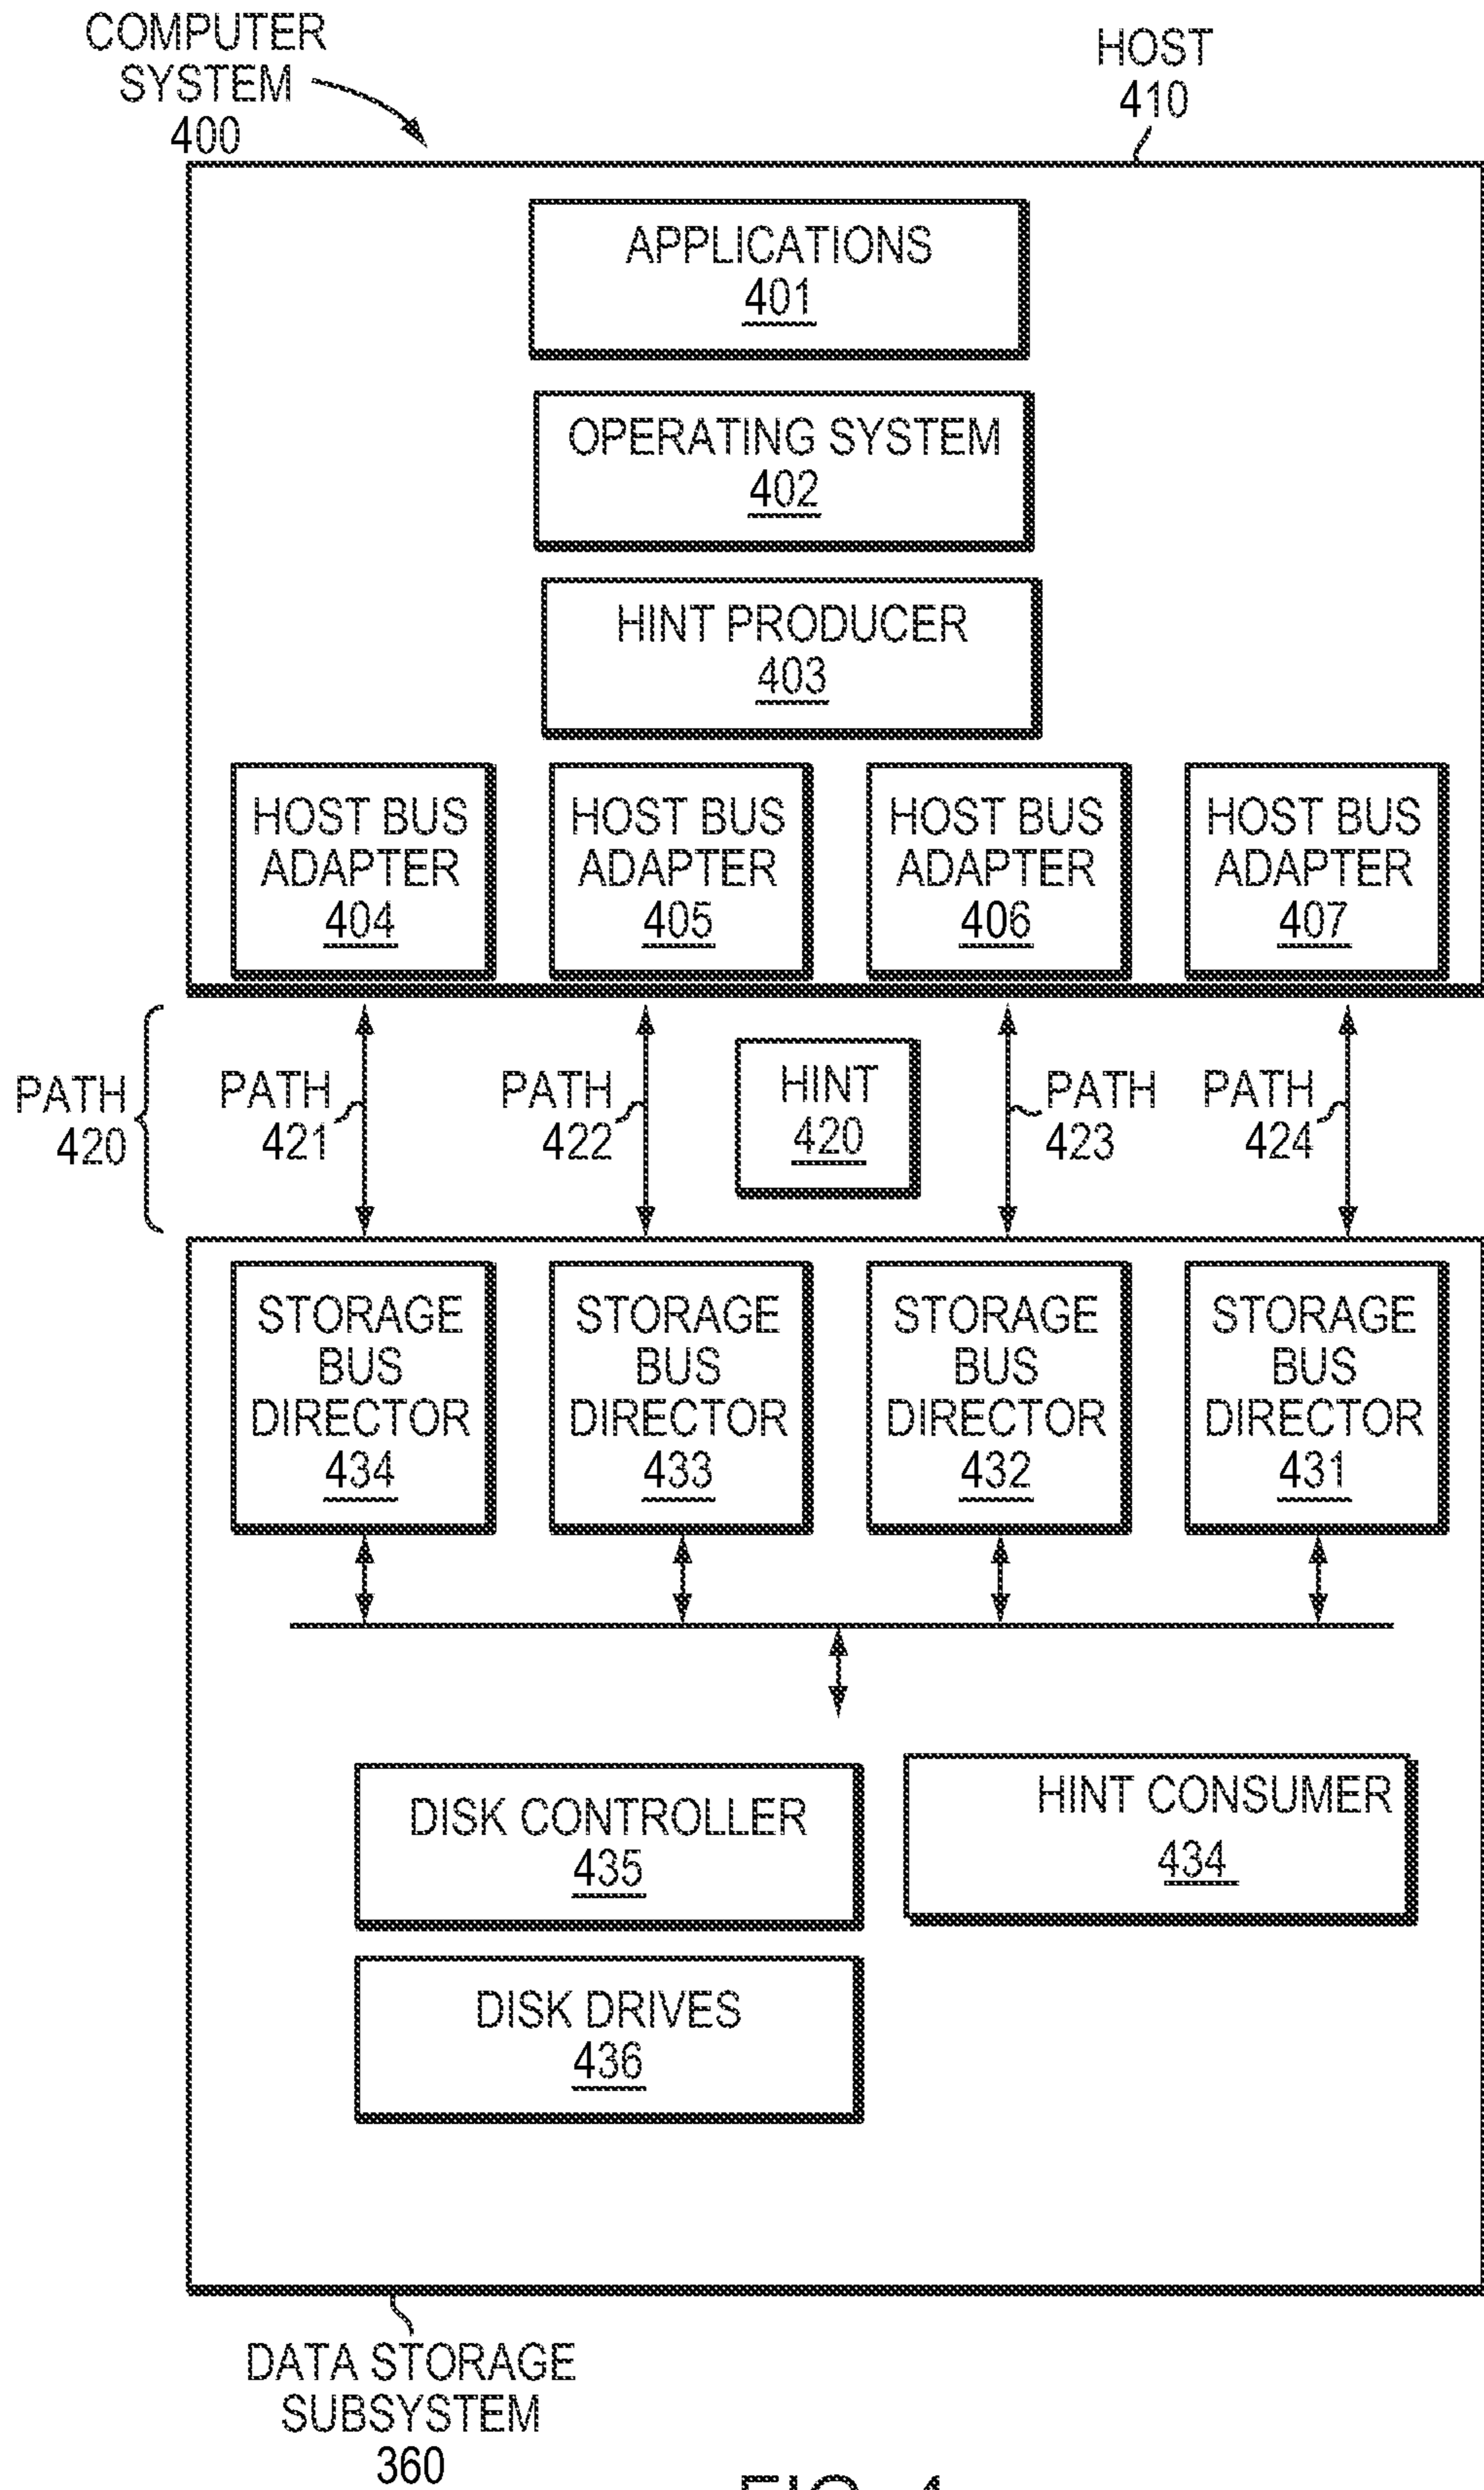 COMPUTER
SYSTEM
400
HOST
410
APPLICATIONS
401
OPERATING SYSTEM
402
HINT PRODUCER
403
HOST BUS
ADAPTER
404
HOST BUS
ADAPTER
405
HOST BUS
ADAPTER
406
HOST BUS
ADAPTER
407
PATH
420
PATH
421
PATH
422
HINT
420
PATH
423
PATH
424
STORAGE
BUS
DIRECTOR
434
STORAGE
BUS
DIRECTOR
433
STORAGE
BUS
DIRECTOR
432
STORAGE
BUS
DIRECTOR
431
DISK CONTROLLER
435
HINT CONSUMER
434
DISK DRIVES
436
DATA STORAGE
SUBSYSTEM
360